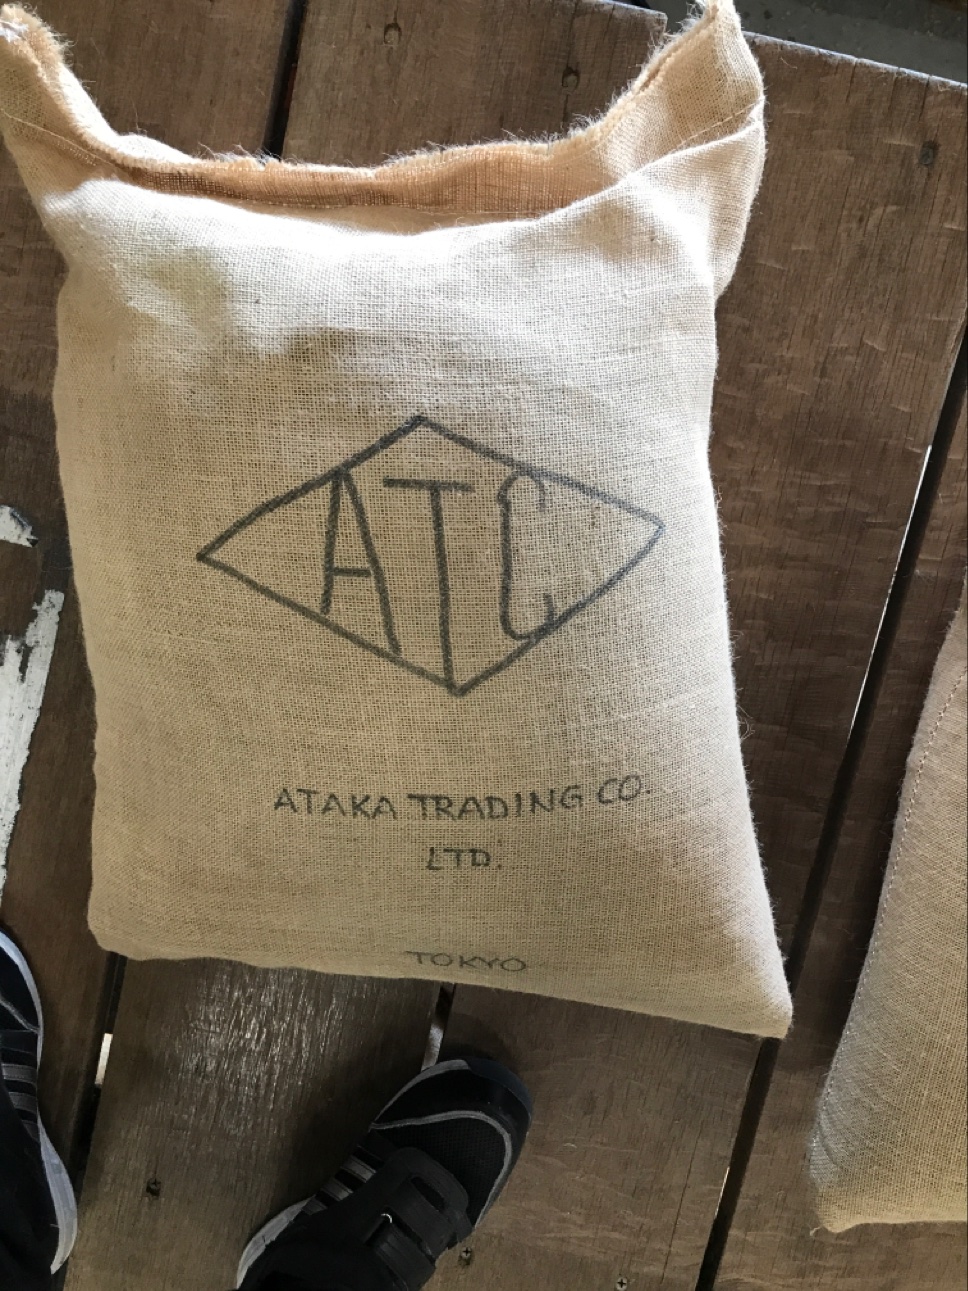 ATC
ATAKA TRADING CO.
LTD.
TOKYO